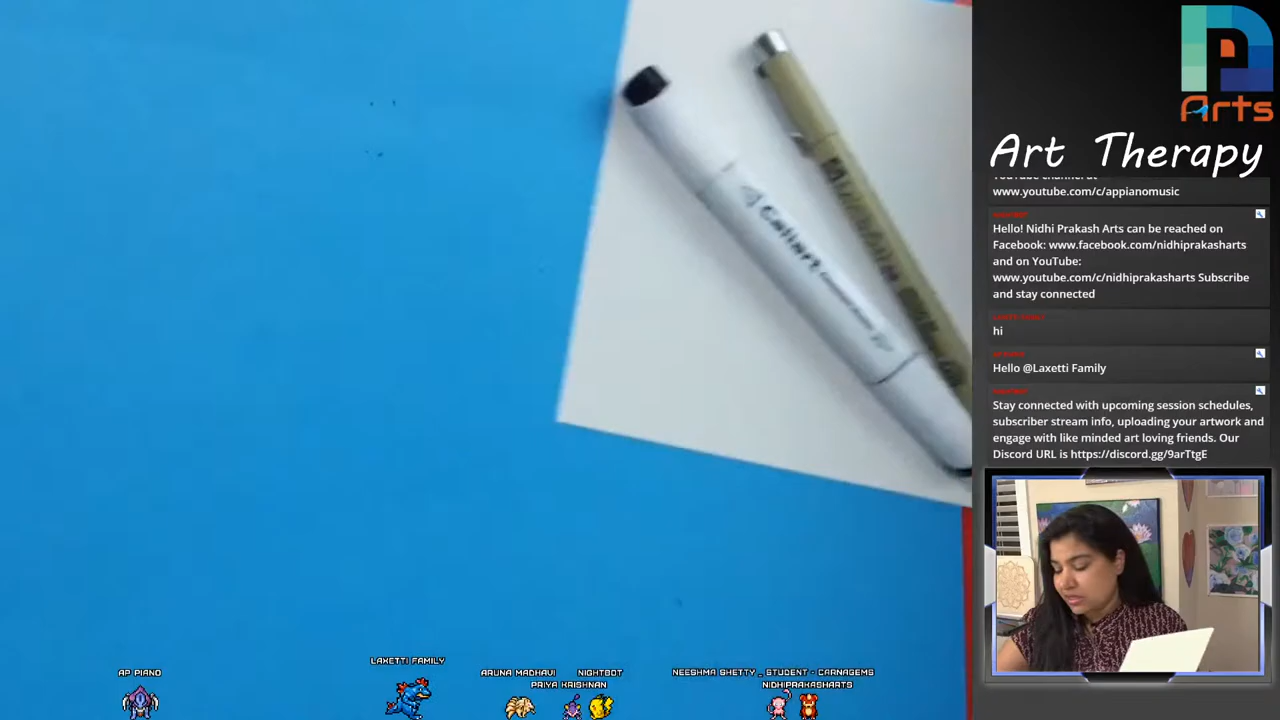 Arts
Art Therapy
www.youtube.com/c/appianomusic
Hello! Nidhi Prakash Arts can be reached on
Facebook: www.facebook.com/nidhiprakasharts
and on YouTube:
www.youtube.com/c/nidhiprakasharts Subscribe
and stay connected
hi
Hello @Laxetti Family
Stay connected with upcoming session schedules,
subscriber stream info, uploading your artwork and
engage with like minded art loving friends. Our
Discord URL is https://discord.gg/9arTtgE
Caliart
AP PIANO
LAXETTI FAMILY
ARUNA MADHAVI
NIGHTBOT
PRIYA KRISHNAN
NEESHMA SHETTY _ STUDENT - CARNAGEMS
NIDHIPRAKASHARTS